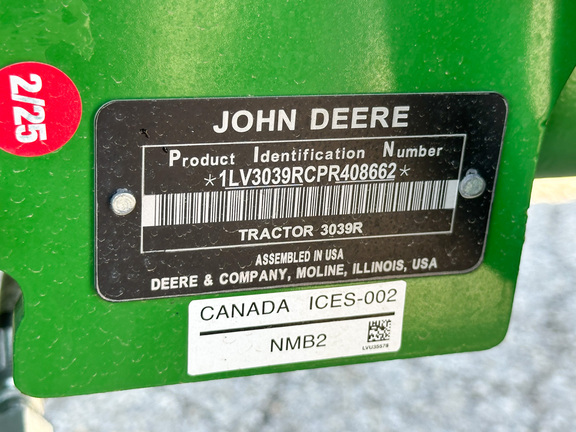 2/25
JOHN DEERE
Product Identification Number
*1LV3039RCPR408662*
TRACTOR 3039R
ASSEMBLED IN USA
DEERE & COMPANY, MOLINE, ILLINOIS, USA
CANADA ICES-002
NMB2